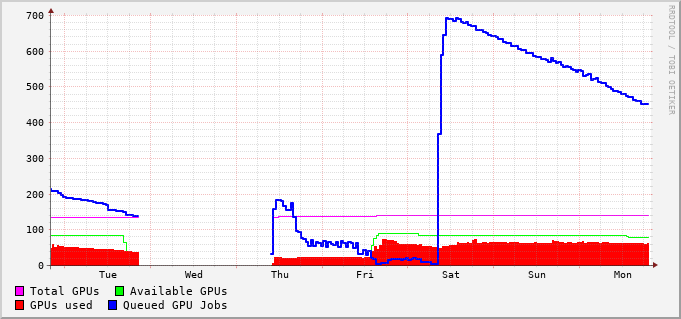 700
600
500
400
300
200
100
0
Tue Wed Thu Fri Sat Sun Mon
Total GPUs Available GPUs
GPUs used Queued GPU Jobs
RRDTOOL / TOBI OETIKER